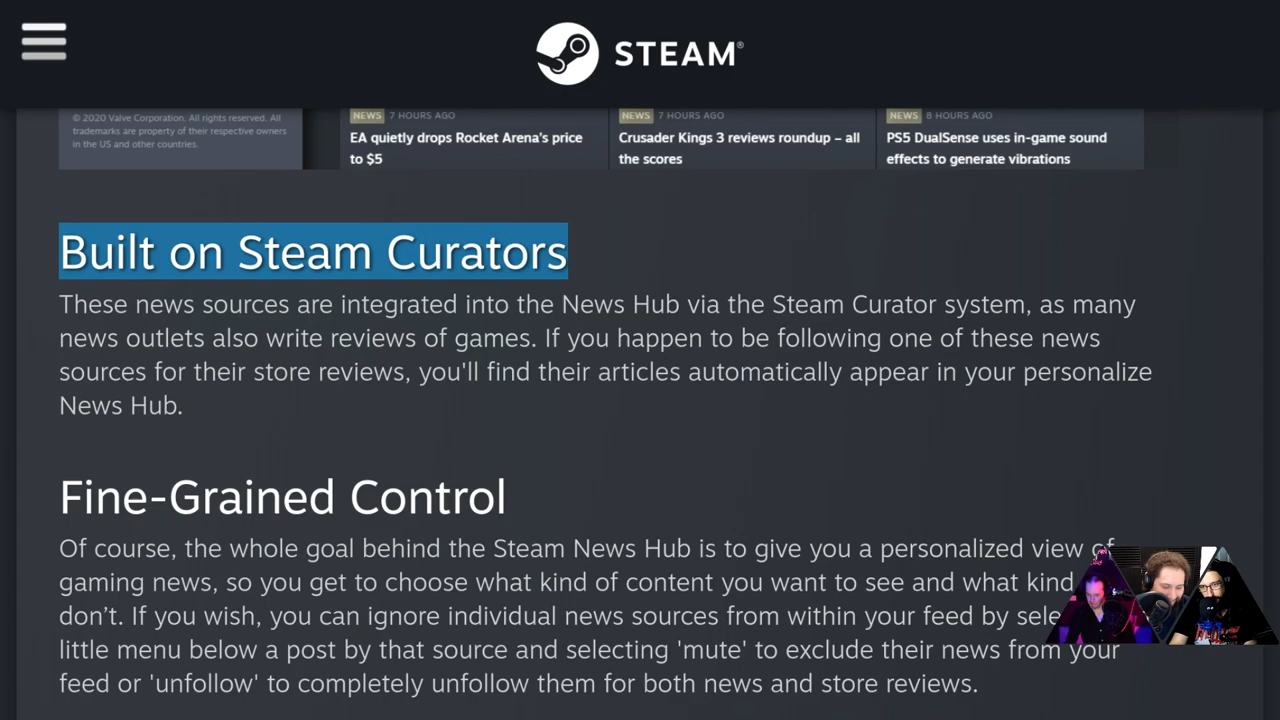 STEAM®
© 2020 Valve Corporation. All rights reserved. All
trademarks are property of their respective owners
in the US and other countries.
NEWS 7 HOURS AGO
EA quietly drops Rocket Arena's price
to $5
NEWS 7 HOURS AGO
Crusader Kings 3 reviews roundup – all
the scores
NEWS 8 HOURS AGO
PS5 DualSense uses in-game sound
effects to generate vibrations
Built on Steam Curators
These news sources are integrated into the News Hub via the Steam Curator system, as many
news outlets also write reviews of games. If you happen to be following one of these news
sources for their store reviews, you'll find their articles automatically appear in your personalize
News Hub.
Fine-Grained Control
Of course, the whole goal behind the Steam News Hub is to give you a personalized view of
gaming news, so you get to choose what kind of content you want to see and what kind
don’t. If you wish, you can ignore individual news sources from within your feed by
little menu below a post by that source and selecting 'mute' to exclude their news from your
feed or 'unfollow' to completely unfollow them for both news and store reviews.